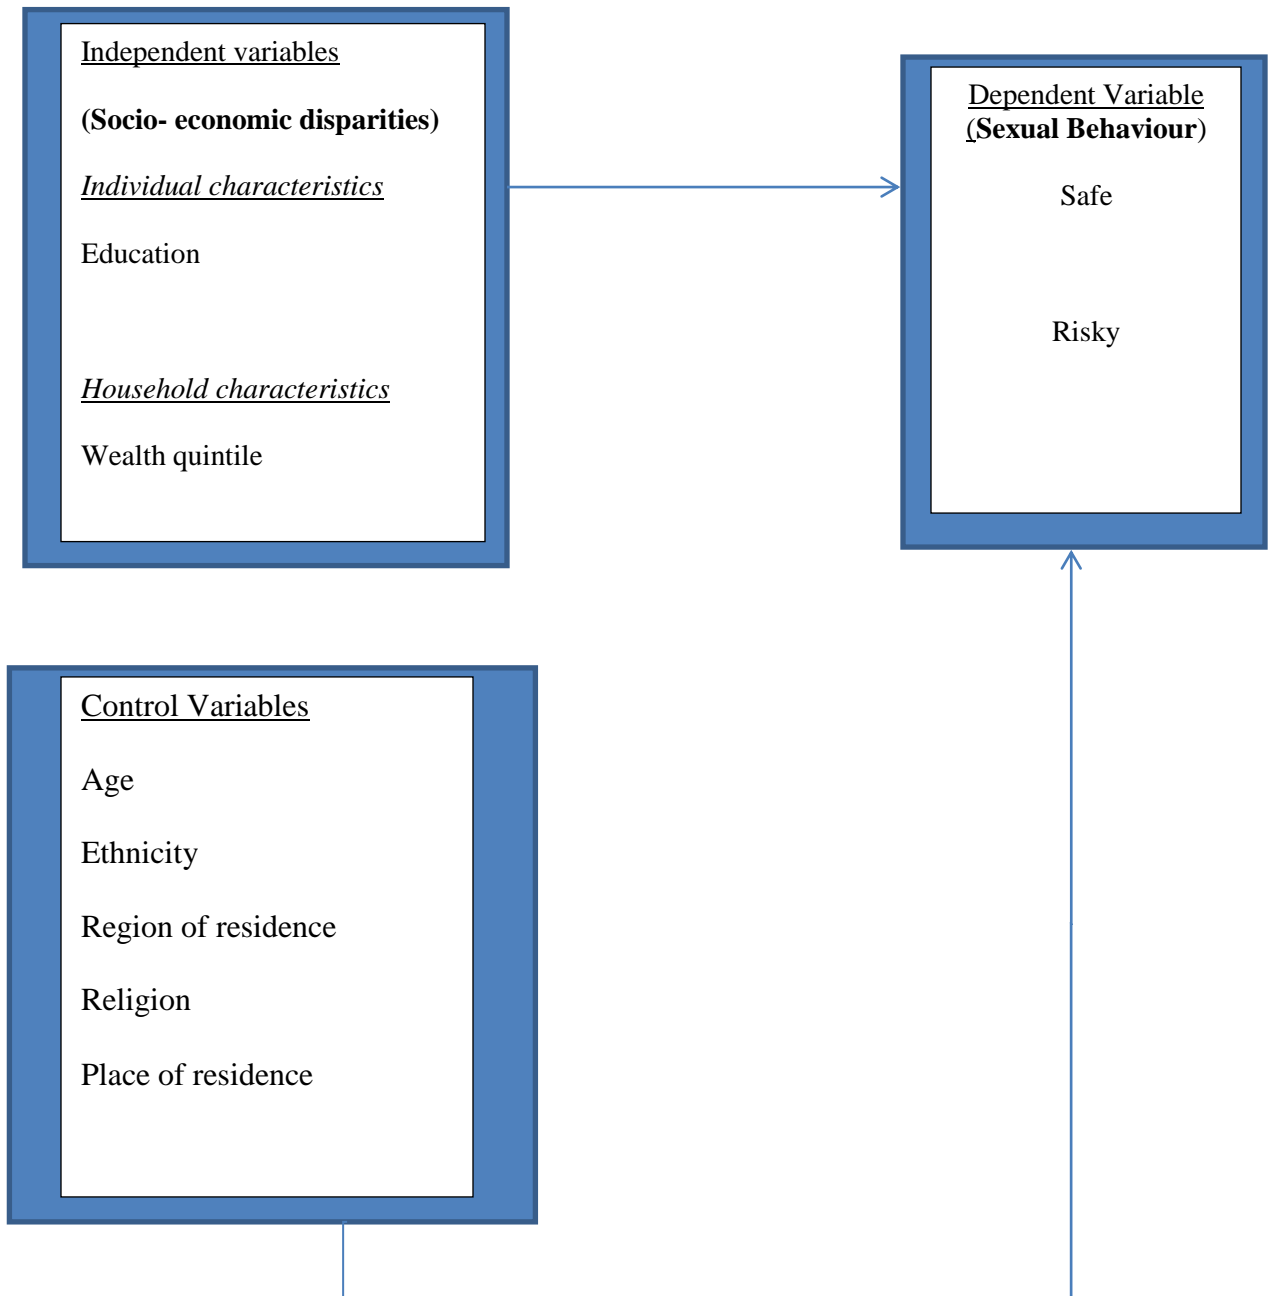 Independent variables
(Socio- economic disparities)
Individual characteristics
Education
Household characteristics
Wealth quintile
Dependent Variable
(Sexual Behaviour)
Safe
Risky
Control Variables
Age
Ethnicity
Region of residence
Religion
Place of residence